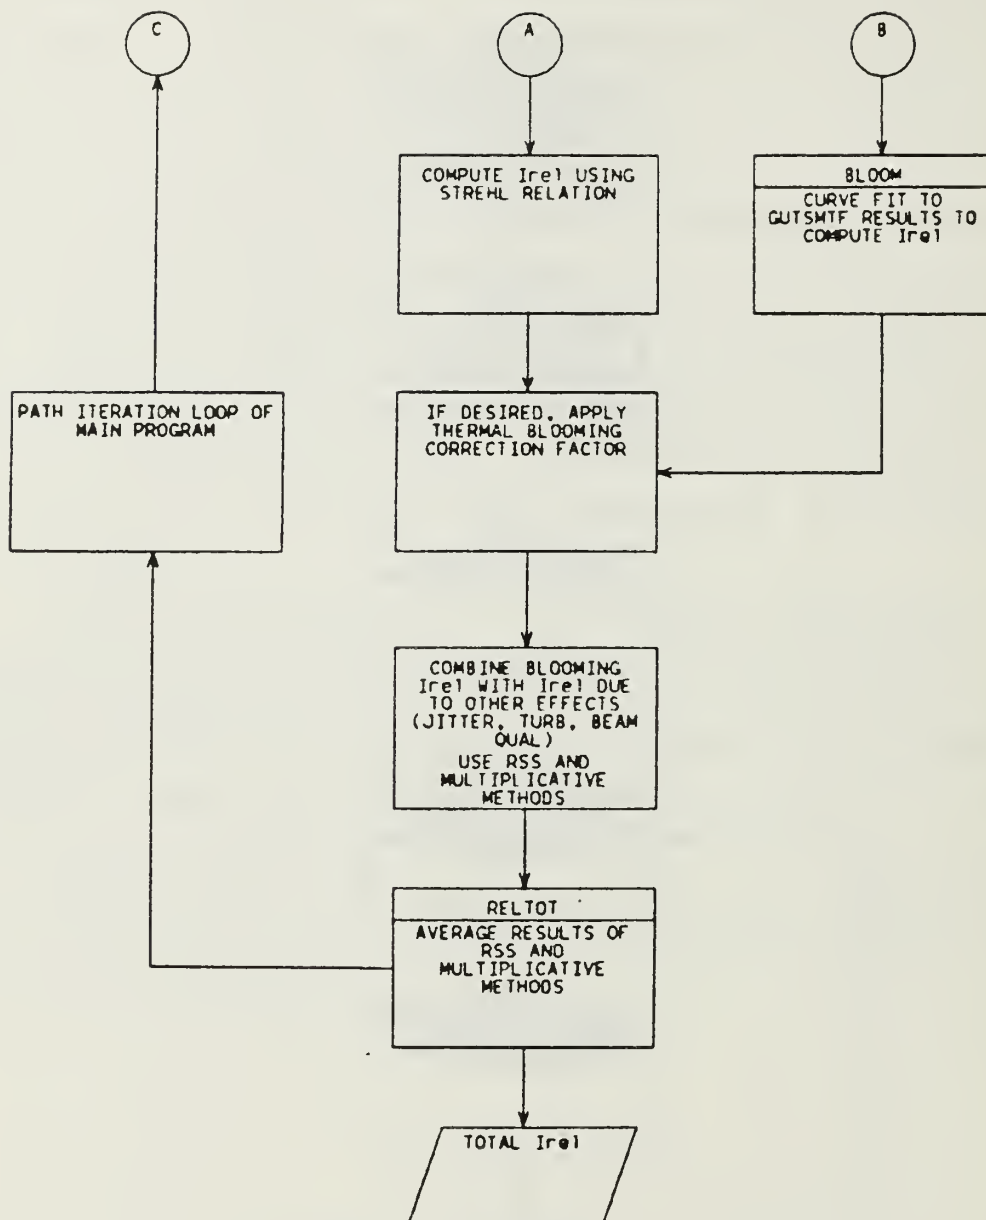 C
A
B
COMPUTE Irel USING
STREHL RELATION
BLOOM
CURVE FIT TO
GUTSMTF RESULTS TO
COMPUTE Irel
PATH ITERATION LOOP OF
MAIN PROGRAM
IF DESIRED, APPLY
THERMAL BLOOMING
CORRECTION FACTOR
COMBINE BLOOMING
Irel WITH Irel DUE
TO OTHER EFFECTS
(JITTER, TURB, BEAM
QUAL)
USE RSS AND
MULTIPLICATIVE
METHODS
RELTOT
AVERAGE RESULTS OF
RSS AND
MULTIPLICATIVE
METHODS
TOTAL Irel